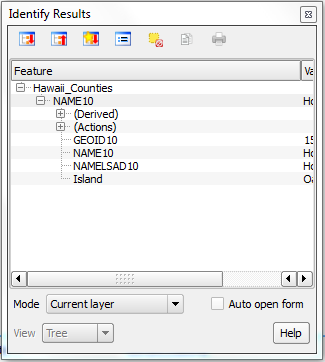 Identify Results
Feature Va
Hawaii_Counties
NAME10 Ho
(Derived)
(Actions)
GEOID10 15
NAME10 Ho
NAMELSAD10 Ho
Island Oa
Mode Current layer Auto open form
View Tree Help